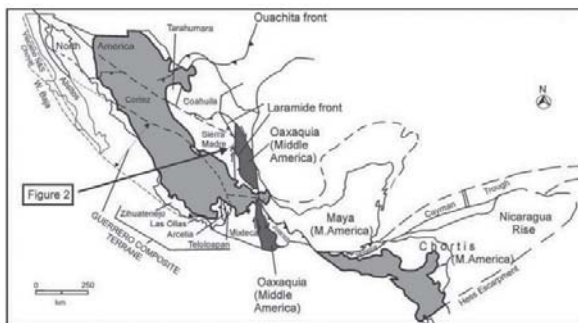 Ouachita front
Tarahumara
North
America
N
Coahuila
Cortez
Laramide front
W. Baja
Sierra
Madre
Oaxaquia
(Middle
America)
Figure 2
Cayman
Trough
Maya
(M.America)
Nicaragua
Rise
Zihuatenejo
Las Ollas
Arcelia
Teloloapan
Mixteca
Chortis
(M.America)
GUERRERO COMPOSITE
TERRANE
Oaxaquia
(Middle
America)
Hess Escarpment
0
250
km